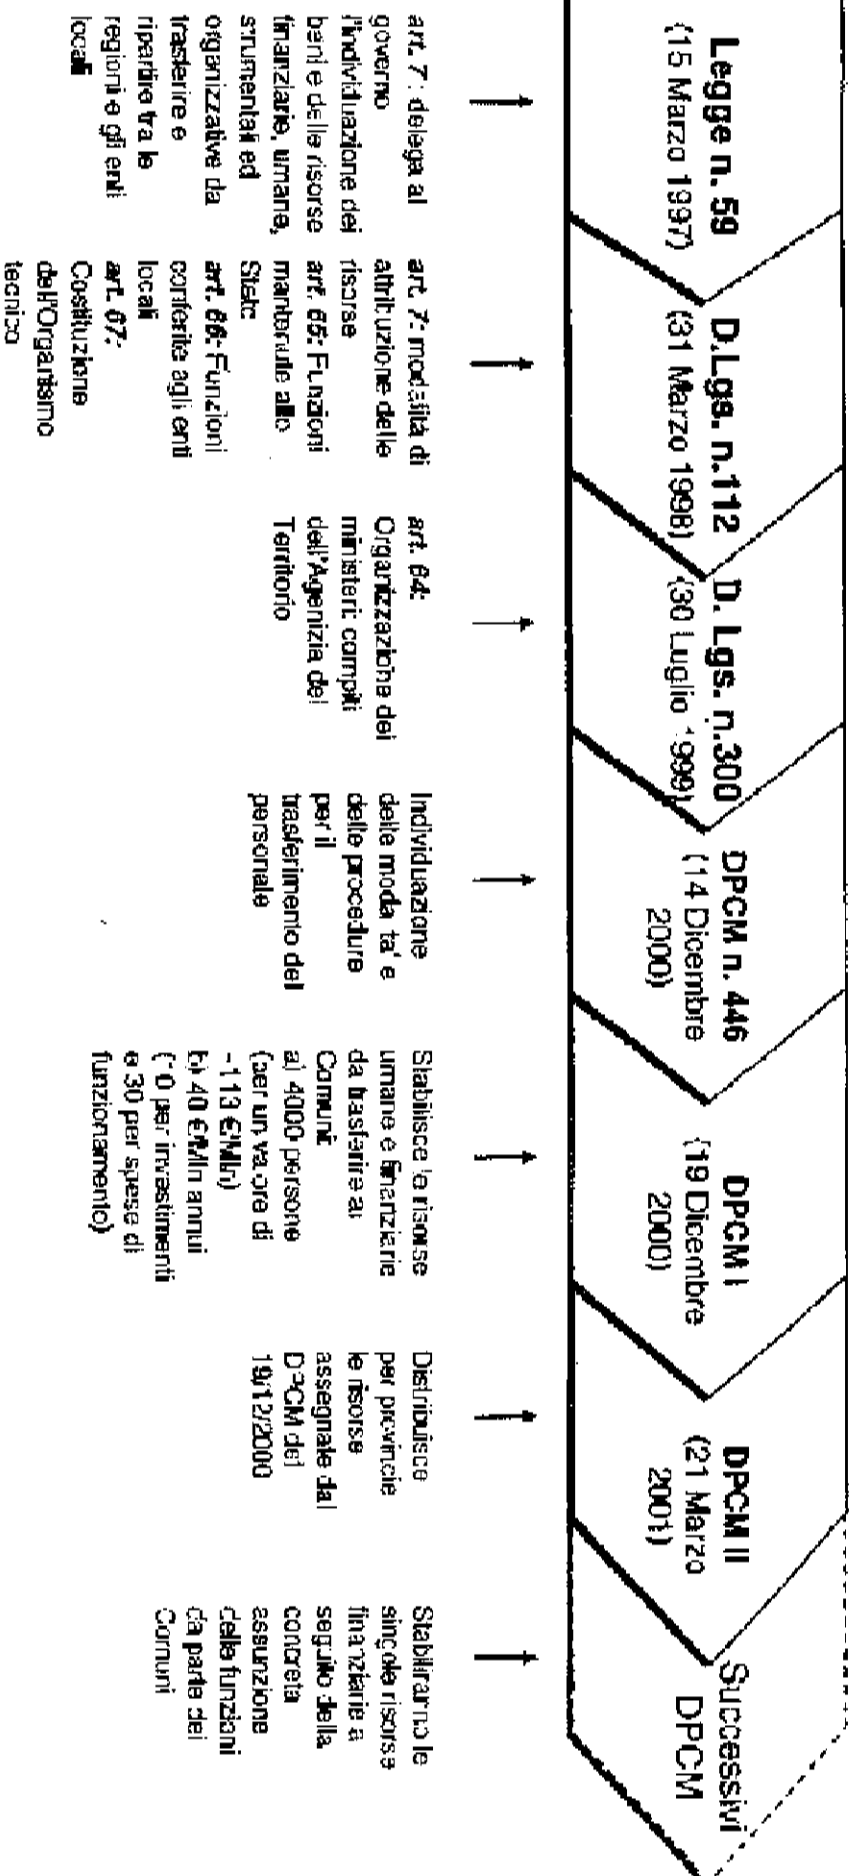 Legge n. 59
(15 Marzo 1997)
D.Lgs. n.112
(31 Marzo 1998)
D. Lgs. n.300
(30 Luglio 1999)
DPCM n. 446
(14 Dicembre
2000)
DPCM I
(19 Dicembre
2000)
DPCM II
(21 Marzo
2001)
Successivi
DPCM
art. 7: delega al
governo
l'individuazione dei
beni e delle risorse
finanziarie, umane,
strumentali ed
organizzative da
trasferire e
ripartire tra le
regioni e gli enti
locali
art. 7: modalità di
attribuzione delle
risorse
art. 65: Funzioni
mantenute allo
Stato
art. 66: Funzioni
conferite agli enti
locali
art. 67:
Costituzione
dell'Organismo
tecnico
art. 64:
Organizzazione dei
ministeri: compiti
dell'Agenizia del
Territorio
Individuazione
delle moda ta' e
delle procedure
per il
trasferimento del
personale
Stabilisce le risorse
umane e finanziarie
da trasferire ai
Comuni:
a) 4000 persone
(per un valore di
~113 €/Mln)
b) 40 €/Mln annui
(10 per investimenti
e 30 per spese di
funzionamento)
Distribuisce
per provincie
le risorse
assegnate dal
DPCM del
19/12/2000
Stabiliranno le
singole risorse
finanziarie a
seguito della
concreta
assunzione
delle funzioni
da parte dei
Comuni